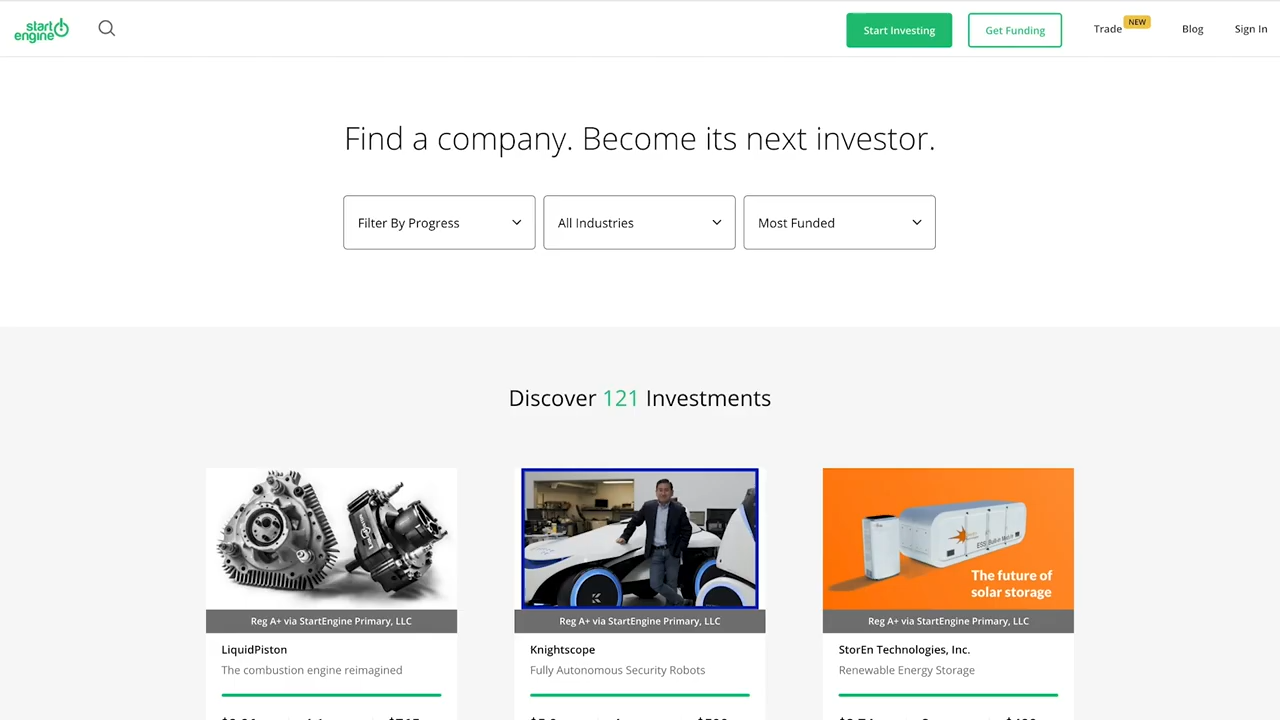 start
engine
Start Investing
Get Funding
Trade
NEW
Blog
Sign In
Find a company. Become its next investor.
Filter By Progress
All Industries
Most Funded
Discover 121 Investments
The future of
solar storage
Reg A+ via StartEngine Primary, LLC
Reg A+ via StartEngine Primary, LLC
Reg A+ via StartEngine Primary, LLC
LiquidPiston
Knightscope
StorEn Technologies, Inc.
The combustion engine reimagined
Fully Autonomous Security Robots
Renewable Energy Storage